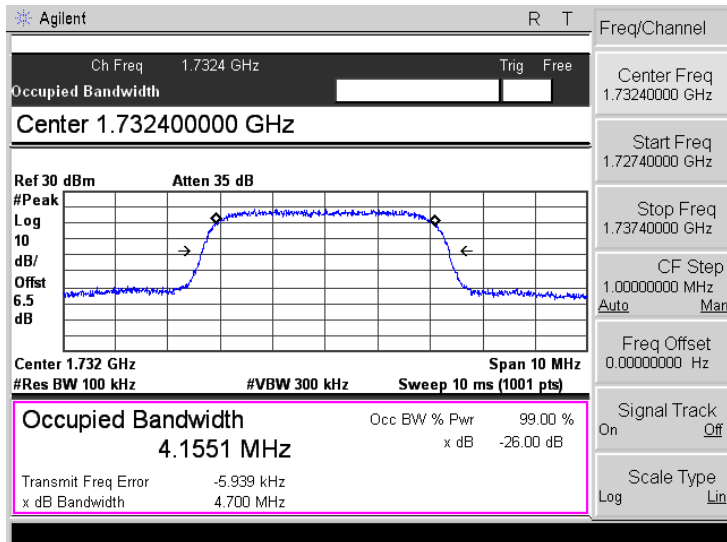 Agilent R T
Freq/Channel
Ch Freq 1.7324 GHz Trig Free
Occupied Bandwidth
Center 1.732400000 GHz
Ref 30 dBm Atten 35 dB
#Peak
Log
10
dB/
Offst
6.5
dB
Center 1.732 GHz Span 10 MHz
#Res BW 100 kHz #VBW 300 kHz Sweep 10 ms (1001 pts)
Occupied Bandwidth
4.1551 MHz
Occ BW % Pwr 99.00 %
x dB -26.00 dB
Transmit Freq Error -5.939 kHz
x dB Bandwidth 4.700 MHz
Center Freq
1.73240000 GHz
Start Freq
1.72740000 GHz
Stop Freq
1.73740000 GHz
CF Step
1.00000000 MHz
Auto Man
Freq Offset
0.00000000 Hz
Signal Track
On Off
Scale Type
Log Lin